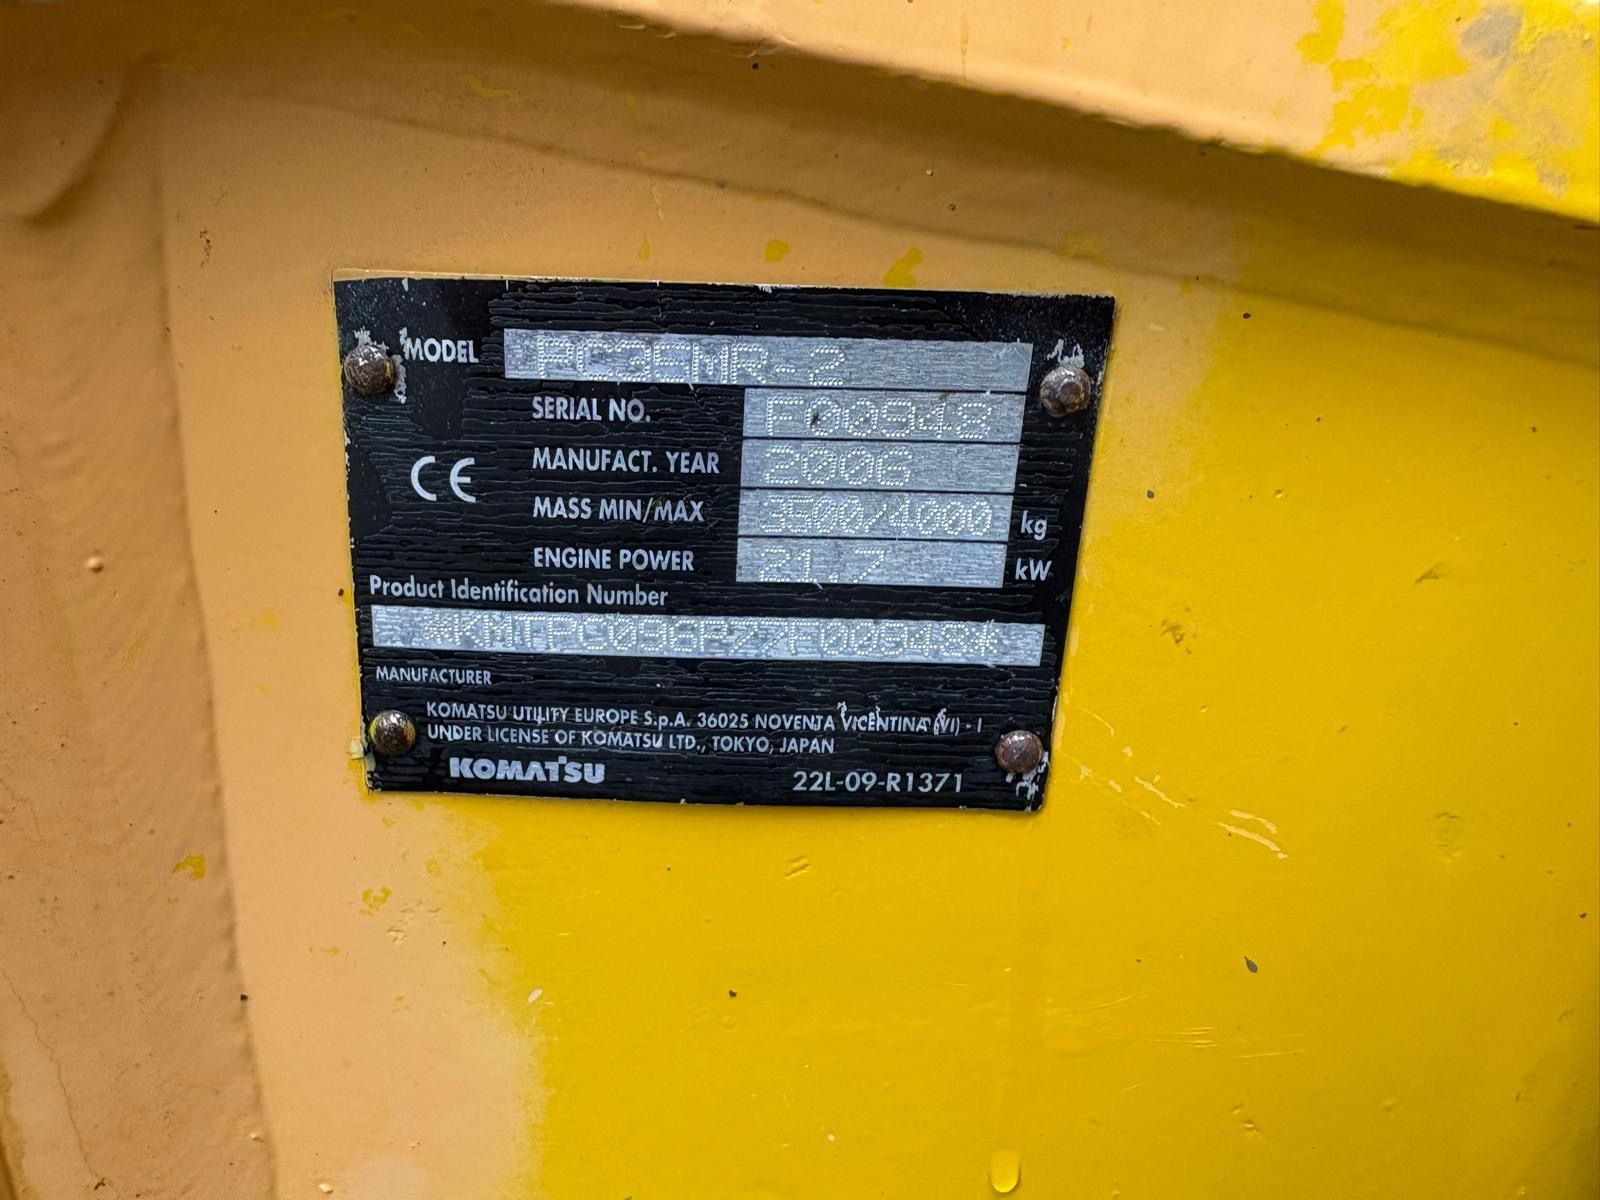 MODEL PC35MR-2
SERIAL NO. F00948
MANUFACT. YEAR 2006
CE
MASS MIN/MAX 3500/4000 kg
ENGINE POWER 21,7 kW
Product Identification Number
MANUFACTURER
KOMATSU UTILITY EUROPE S.p.A. 36025 NOVENTA VICENTINA (VI) - I
UNDER LICENSE OF KOMATSU LTD., TOKYO, JAPAN
KOMATSU 22L-09-R1371